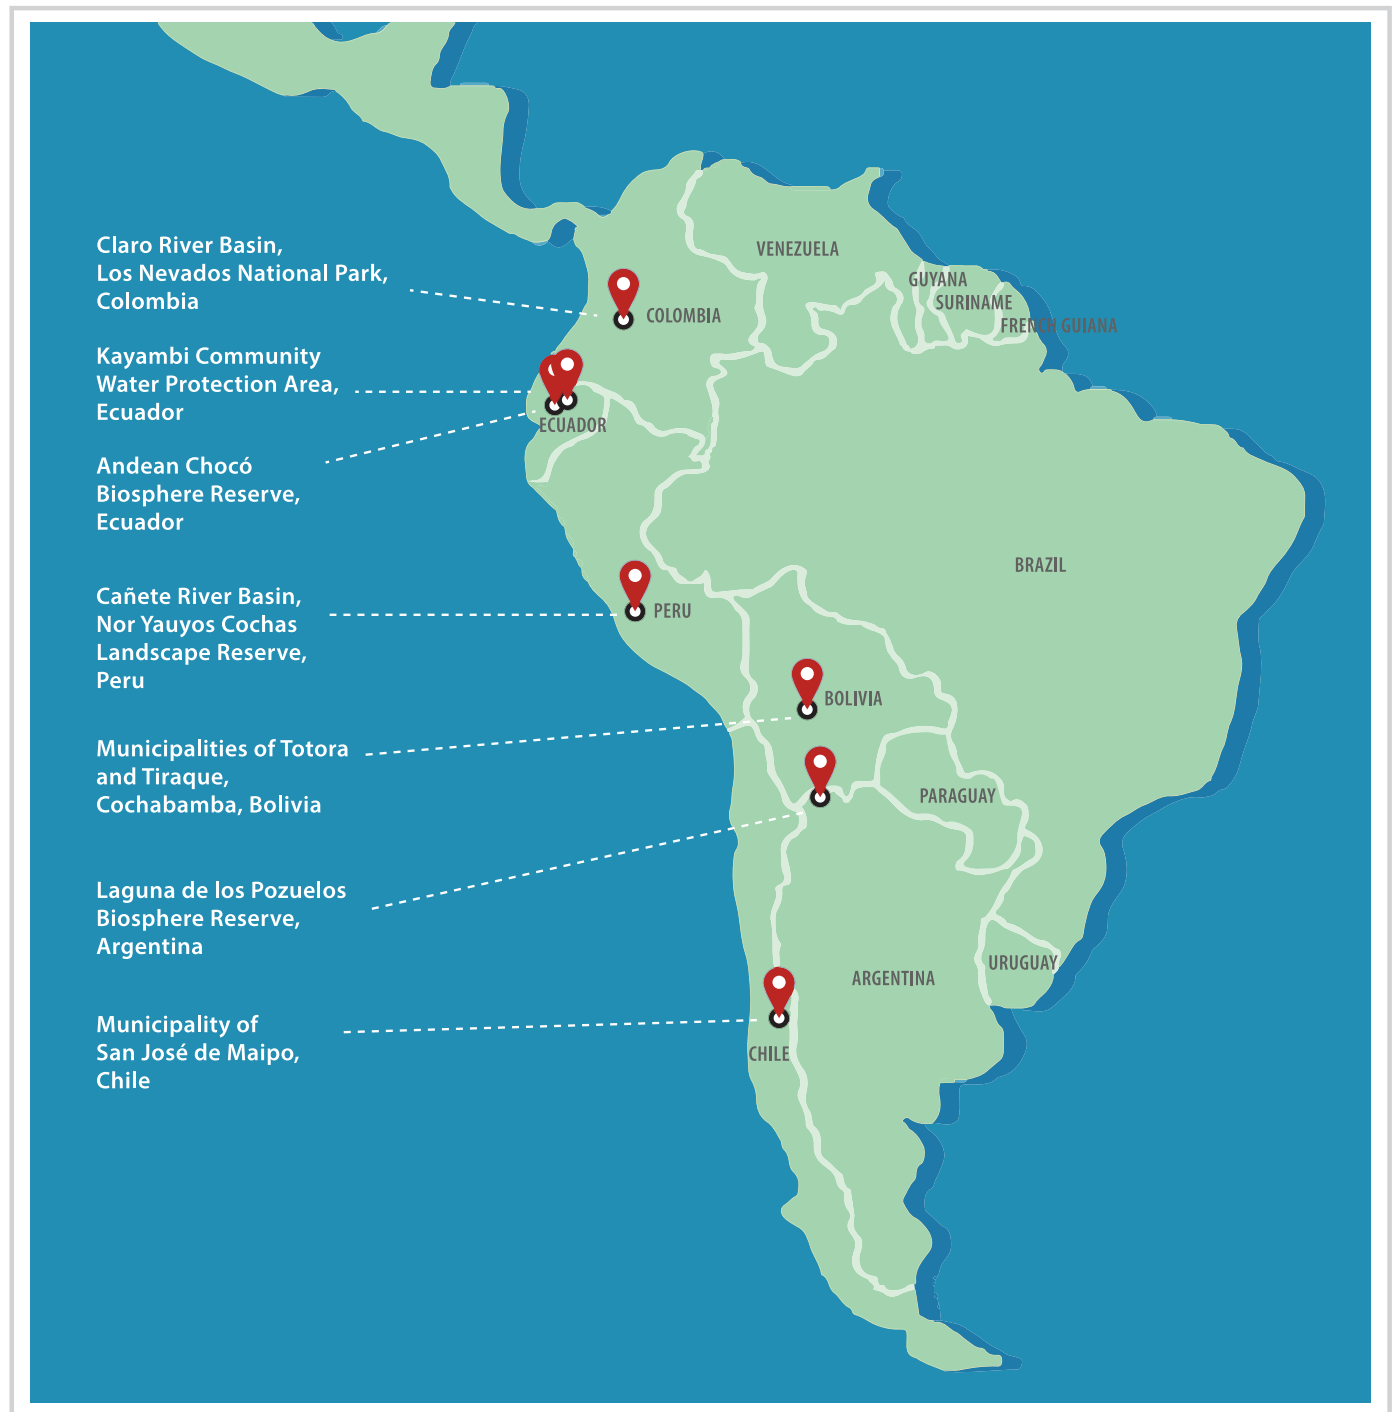 Claro River Basin,
Los Nevados National Park,
Colombia
Kayambi Community
Water Protection Area,
Ecuador
Andean Chocó
Biosphere Reserve,
Ecuador
Cañete River Basin,
Nor Yauyos Cochas
Landscape Reserve,
Peru
Municipalities of Totora
and Tiraque,
Cochabamba, Bolivia
Laguna de los Pozuelos
Biosphere Reserve,
Argentina
Municipality of
San José de Maipo,
Chile
VENEZUELA
GUYANA
SURINAME
FRENCH GUIANA
COLOMBIA
ECUADOR
BRAZIL
PERU
BOLIVIA
PARAGUAY
URUGUAY
ARGENTINA
CHILE